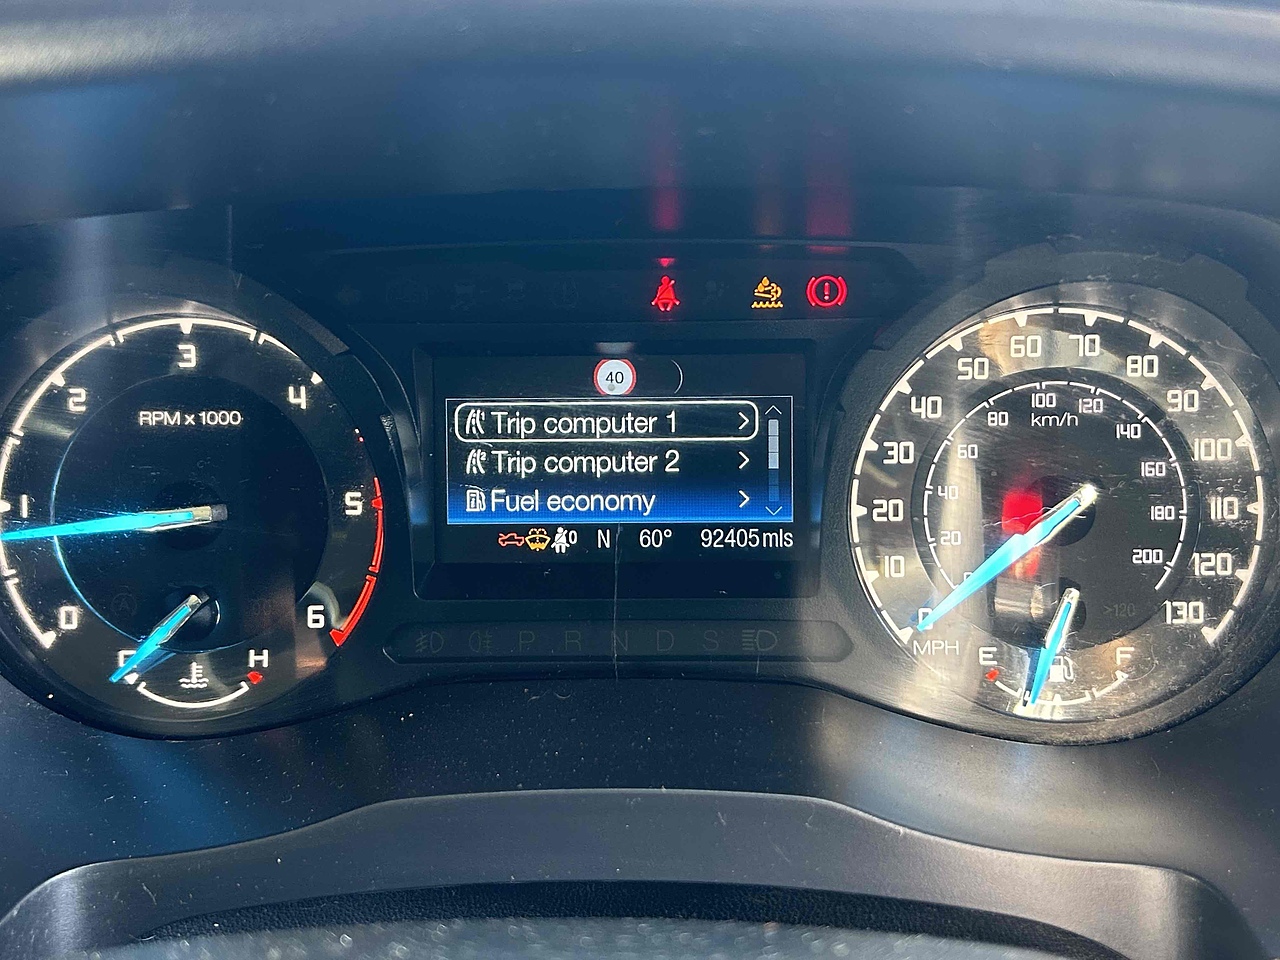 40
Trip computer 1
Trip computer 2
Fuel economy
N 60° 92405mls
RPM x 1000
0 1 2 3 4 5 6
H
P R N D S
0 10 20 30 40 50 60 70 80 90 100 110 120 130
MPH
20 40 60 80 100 120 140 160 180 200
km/h
>120
E F